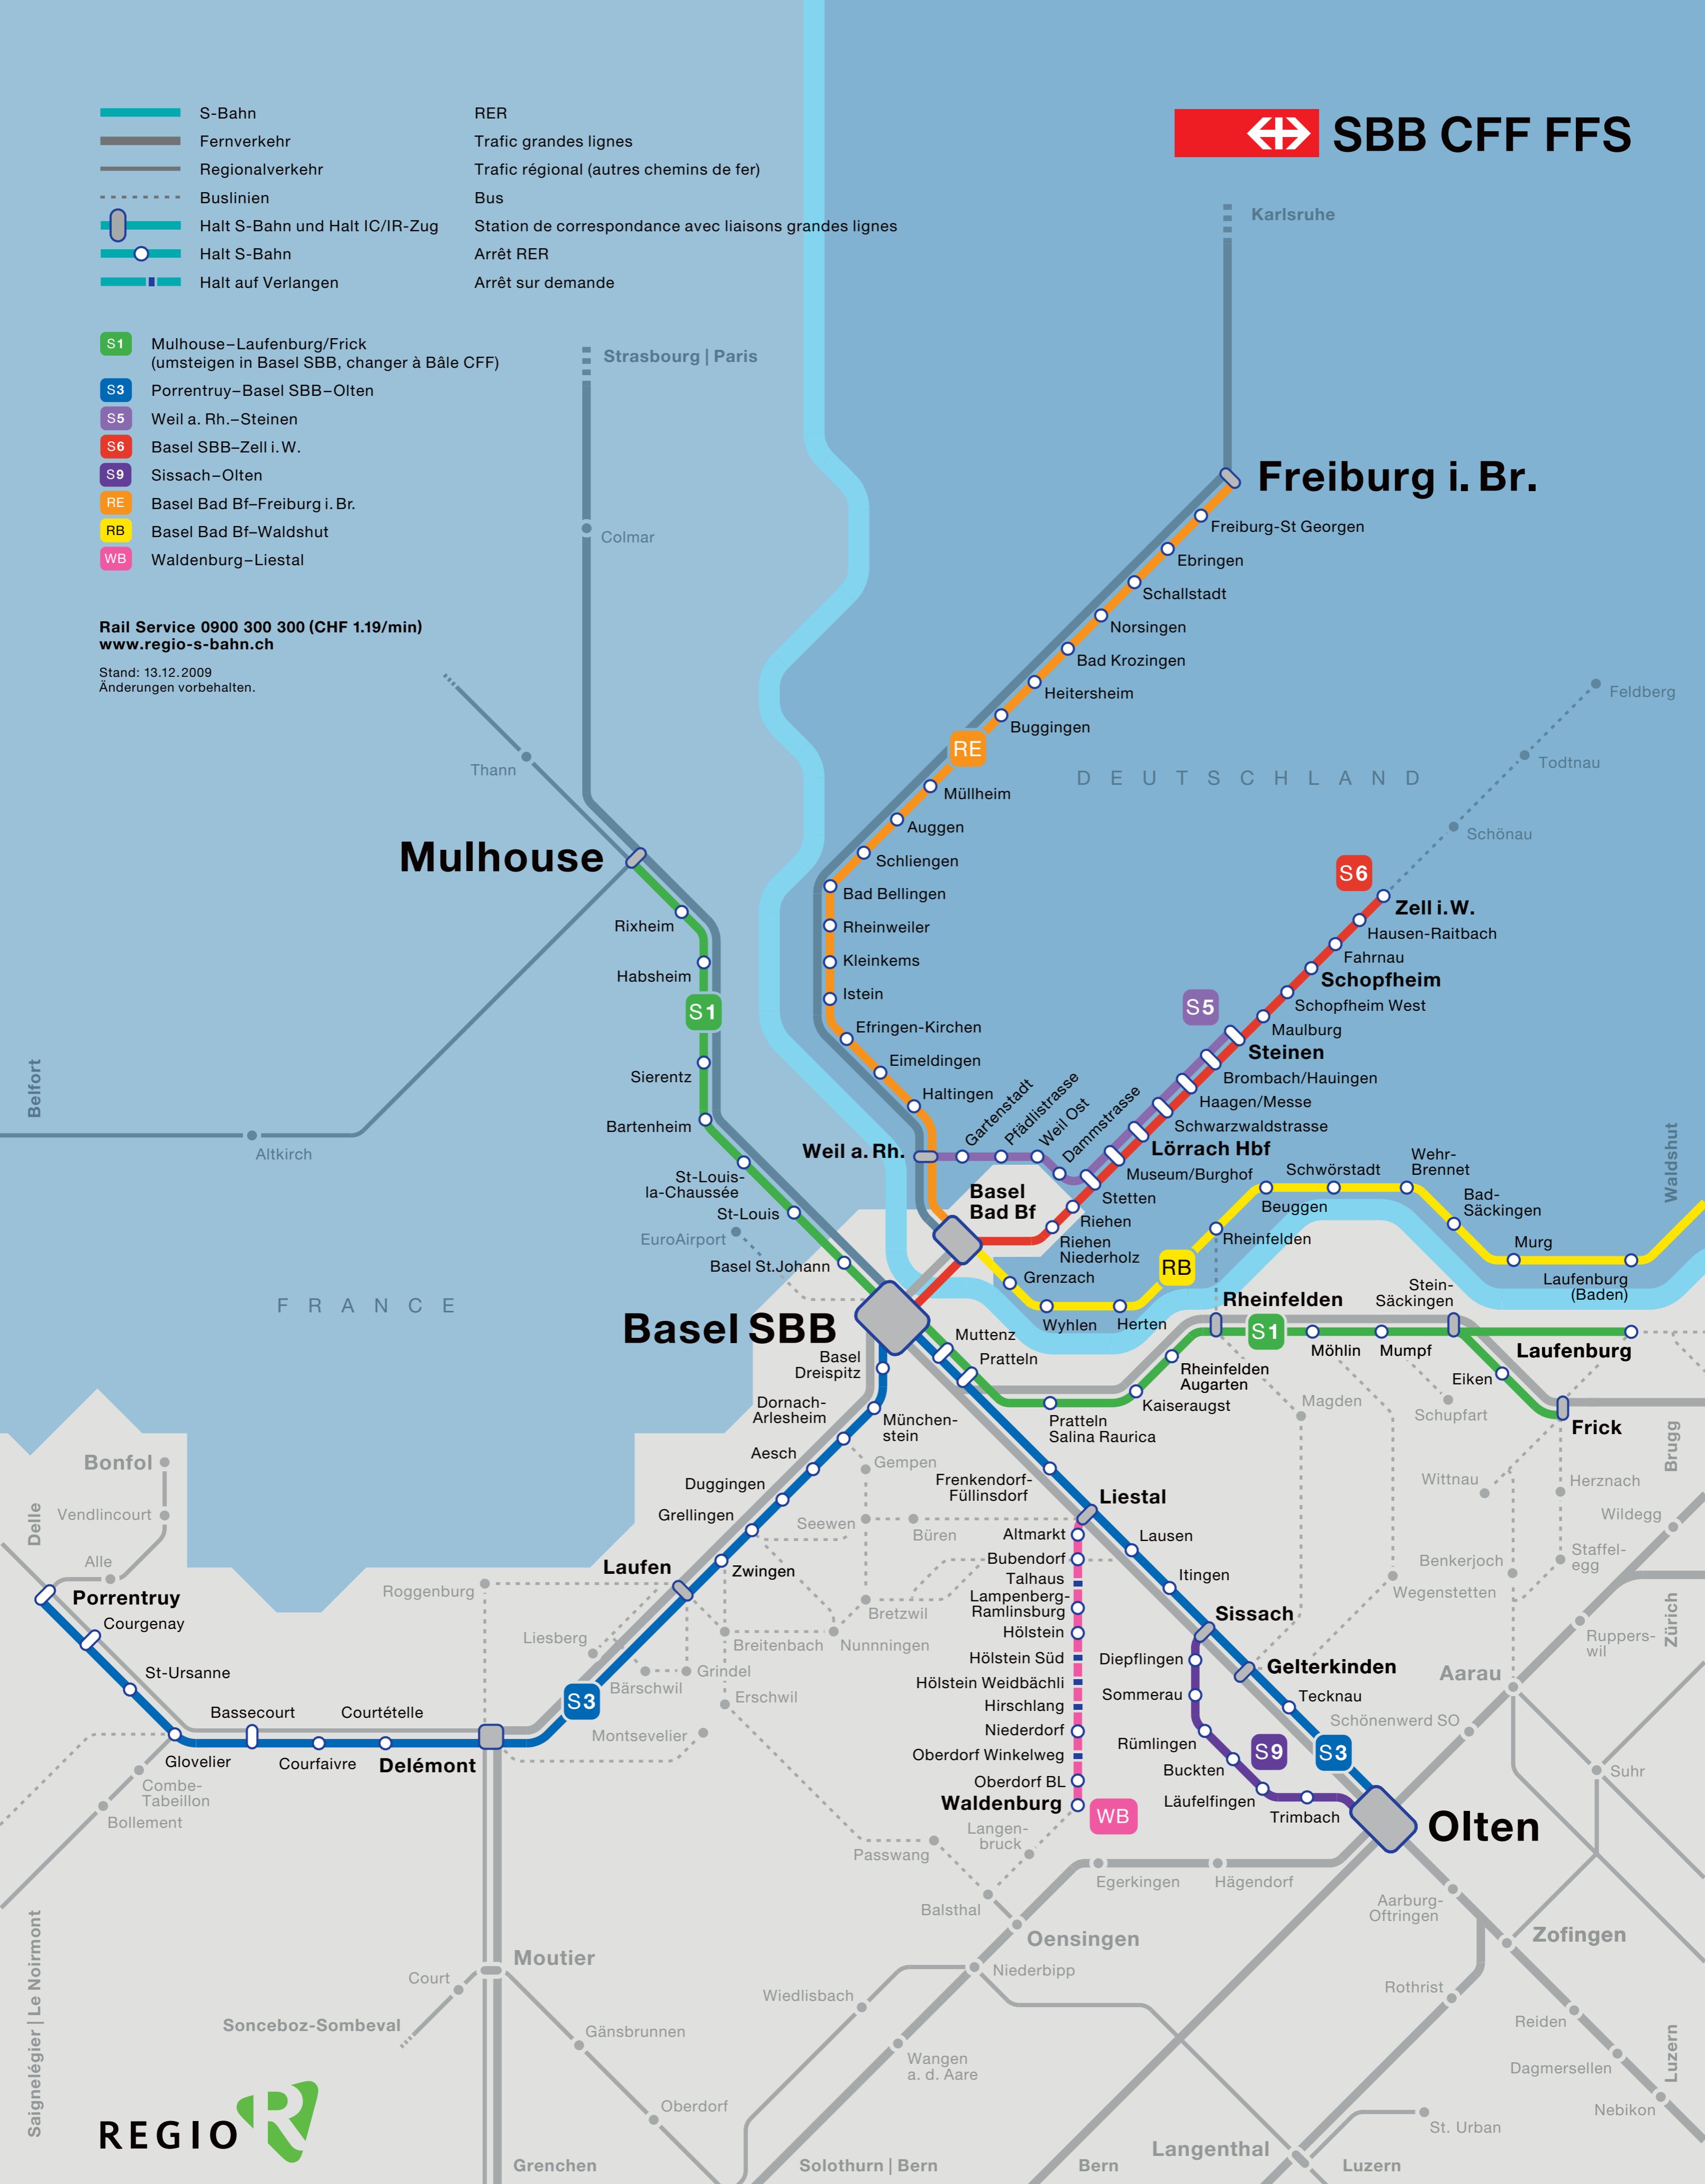 S-Bahn RER
Fernverkehr Trafic grandes lignes
Regionalverkehr Trafic régional (autres chemins de fer)
Buslinien Bus
Halt S-Bahn und Halt IC/IR-Zug Station de correspondance avec liaisons grandes lignes
Halt S-Bahn Arrêt RER
Halt auf Verlangen Arrêt sur demande
SBB CFF FFS
S1 Mulhouse–Laufenburg/Frick
(umsteigen in Basel SBB, changer à Bâle CFF)
S3 Porrentruy–Basel SBB–Olten
S5 Weil a. Rh.–Steinen
S6 Basel SBB–Zell i.W.
S9 Sissach–Olten
RE Basel Bad Bf–Freiburg i. Br.
RB Basel Bad Bf–Waldshut
WB Waldenburg–Liestal
Rail Service 0900 300 300 (CHF 1.19/min)
www.regio-s-bahn.ch
Stand: 13.12.2009
Änderungen vorbehalten.
Karlsruhe
Strasbourg | Paris
Colmar
Thann
Mulhouse
Rixheim
Habsheim
S1
Sierentz
Bartenheim
St-Louis-
la-Chaussée
St-Louis
EuroAirport
Basel St.Johann
Belfort
Altkirch
FRANCE
Freiburg i. Br.
Freiburg-St Georgen
Ebringen
Schallstadt
Norsingen
Bad Krozingen
Heitersheim
Buggingen
RE
Müllheim
Auggen
Schliengen
Bad Bellingen
Rheinweiler
Kleinkems
Istein
Efringen-Kirchen
Eimeldingen
Haltingen
DEUTSCHLAND
Feldberg
Todtnau
Schönau
S6
Zell i.W.
Hausen-Raitbach
Fahrnau
Schopfheim
Schopfheim West
Maulburg
S5
Steinen
Brombach/Hauingen
Haagen/Messe
Schwarzwaldstrasse
Lörrach Hbf
Museum/Burghof
Stetten
Riehen
Riehen
Niederholz
Weil a. Rh.
Gartenstadt
Pfädlistrasse
Weil Ost
Dammstrasse
Basel
Bad Bf
Basel SBB
Grenzach
Wyhlen
Herten
RB
Rheinfelden
Beuggen
Schwörstadt
Wehr-
Brennet
Bad-
Säckingen
Murg
Laufenburg
(Baden)
Waldshut
Muttenz
Pratteln
Pratteln
Salina Raurica
Kaiseraugst
Rheinfelden
Augarten
Rheinfelden
S1
Möhlin
Mumpf
Stein-
Säckingen
Laufenburg
Eiken
Frick
Brugg
Magden
Schupfart
Wittnau
Herznach
Wildegg
Staffel-
egg
Benkerjoch
Wegenstetten
Zürich
Ruppers-
wil
Aarau
Schönenwerd SO
Suhr
Basel
Dreispitz
Dornach-
Arlesheim
München-
stein
Aesch
Gempen
Duggingen
Grellingen
Seewen
Büren
Laufen
Zwingen
Roggenburg
Bretzwil
Liesberg
Breitenbach
Nunnningen
Grindel
Bärschwil
Erschwil
Montsevelier
S3
Bonfol
Vendlincourt
Delle
Alle
Porrentruy
Courgenay
St-Ursanne
Glovelier
Bassecourt
Courfaivre
Courtételle
Delémont
Combe-
Tabeillon
Bollement
Frenkendorf-
Füllinsdorf
Liestal
Lausen
Itingen
Sissach
Gelterkinden
Tecknau
S3
Olten
Altmarkt
Bubendorf
Talhaus
Lampenberg-
Ramlinsburg
Hölstein
Hölstein Süd
Hölstein Weidbächli
Hirschlang
Niederdorf
Oberdorf Winkelweg
Oberdorf BL
Waldenburg
WB
Diepflingen
Sommerau
Rümlingen
Buckten
Läufelfingen
Trimbach
S9
Langen-
bruck
Passwang
Balsthal
Egerkingen
Hägendorf
Oensingen
Niederbipp
Wiedlisbach
Wangen
a. d. Aare
Aarburg-
Oftringen
Zofingen
Rothrist
Reiden
Dagmersellen
Nebikon
Luzern
St. Urban
Langenthal
Luzern
Bern
Solothurn | Bern
Moutier
Court
Sonceboz-Sombeval
Gänsbrunnen
Oberdorf
Grenchen
Saignelégier | Le Noirmont
REGIO R